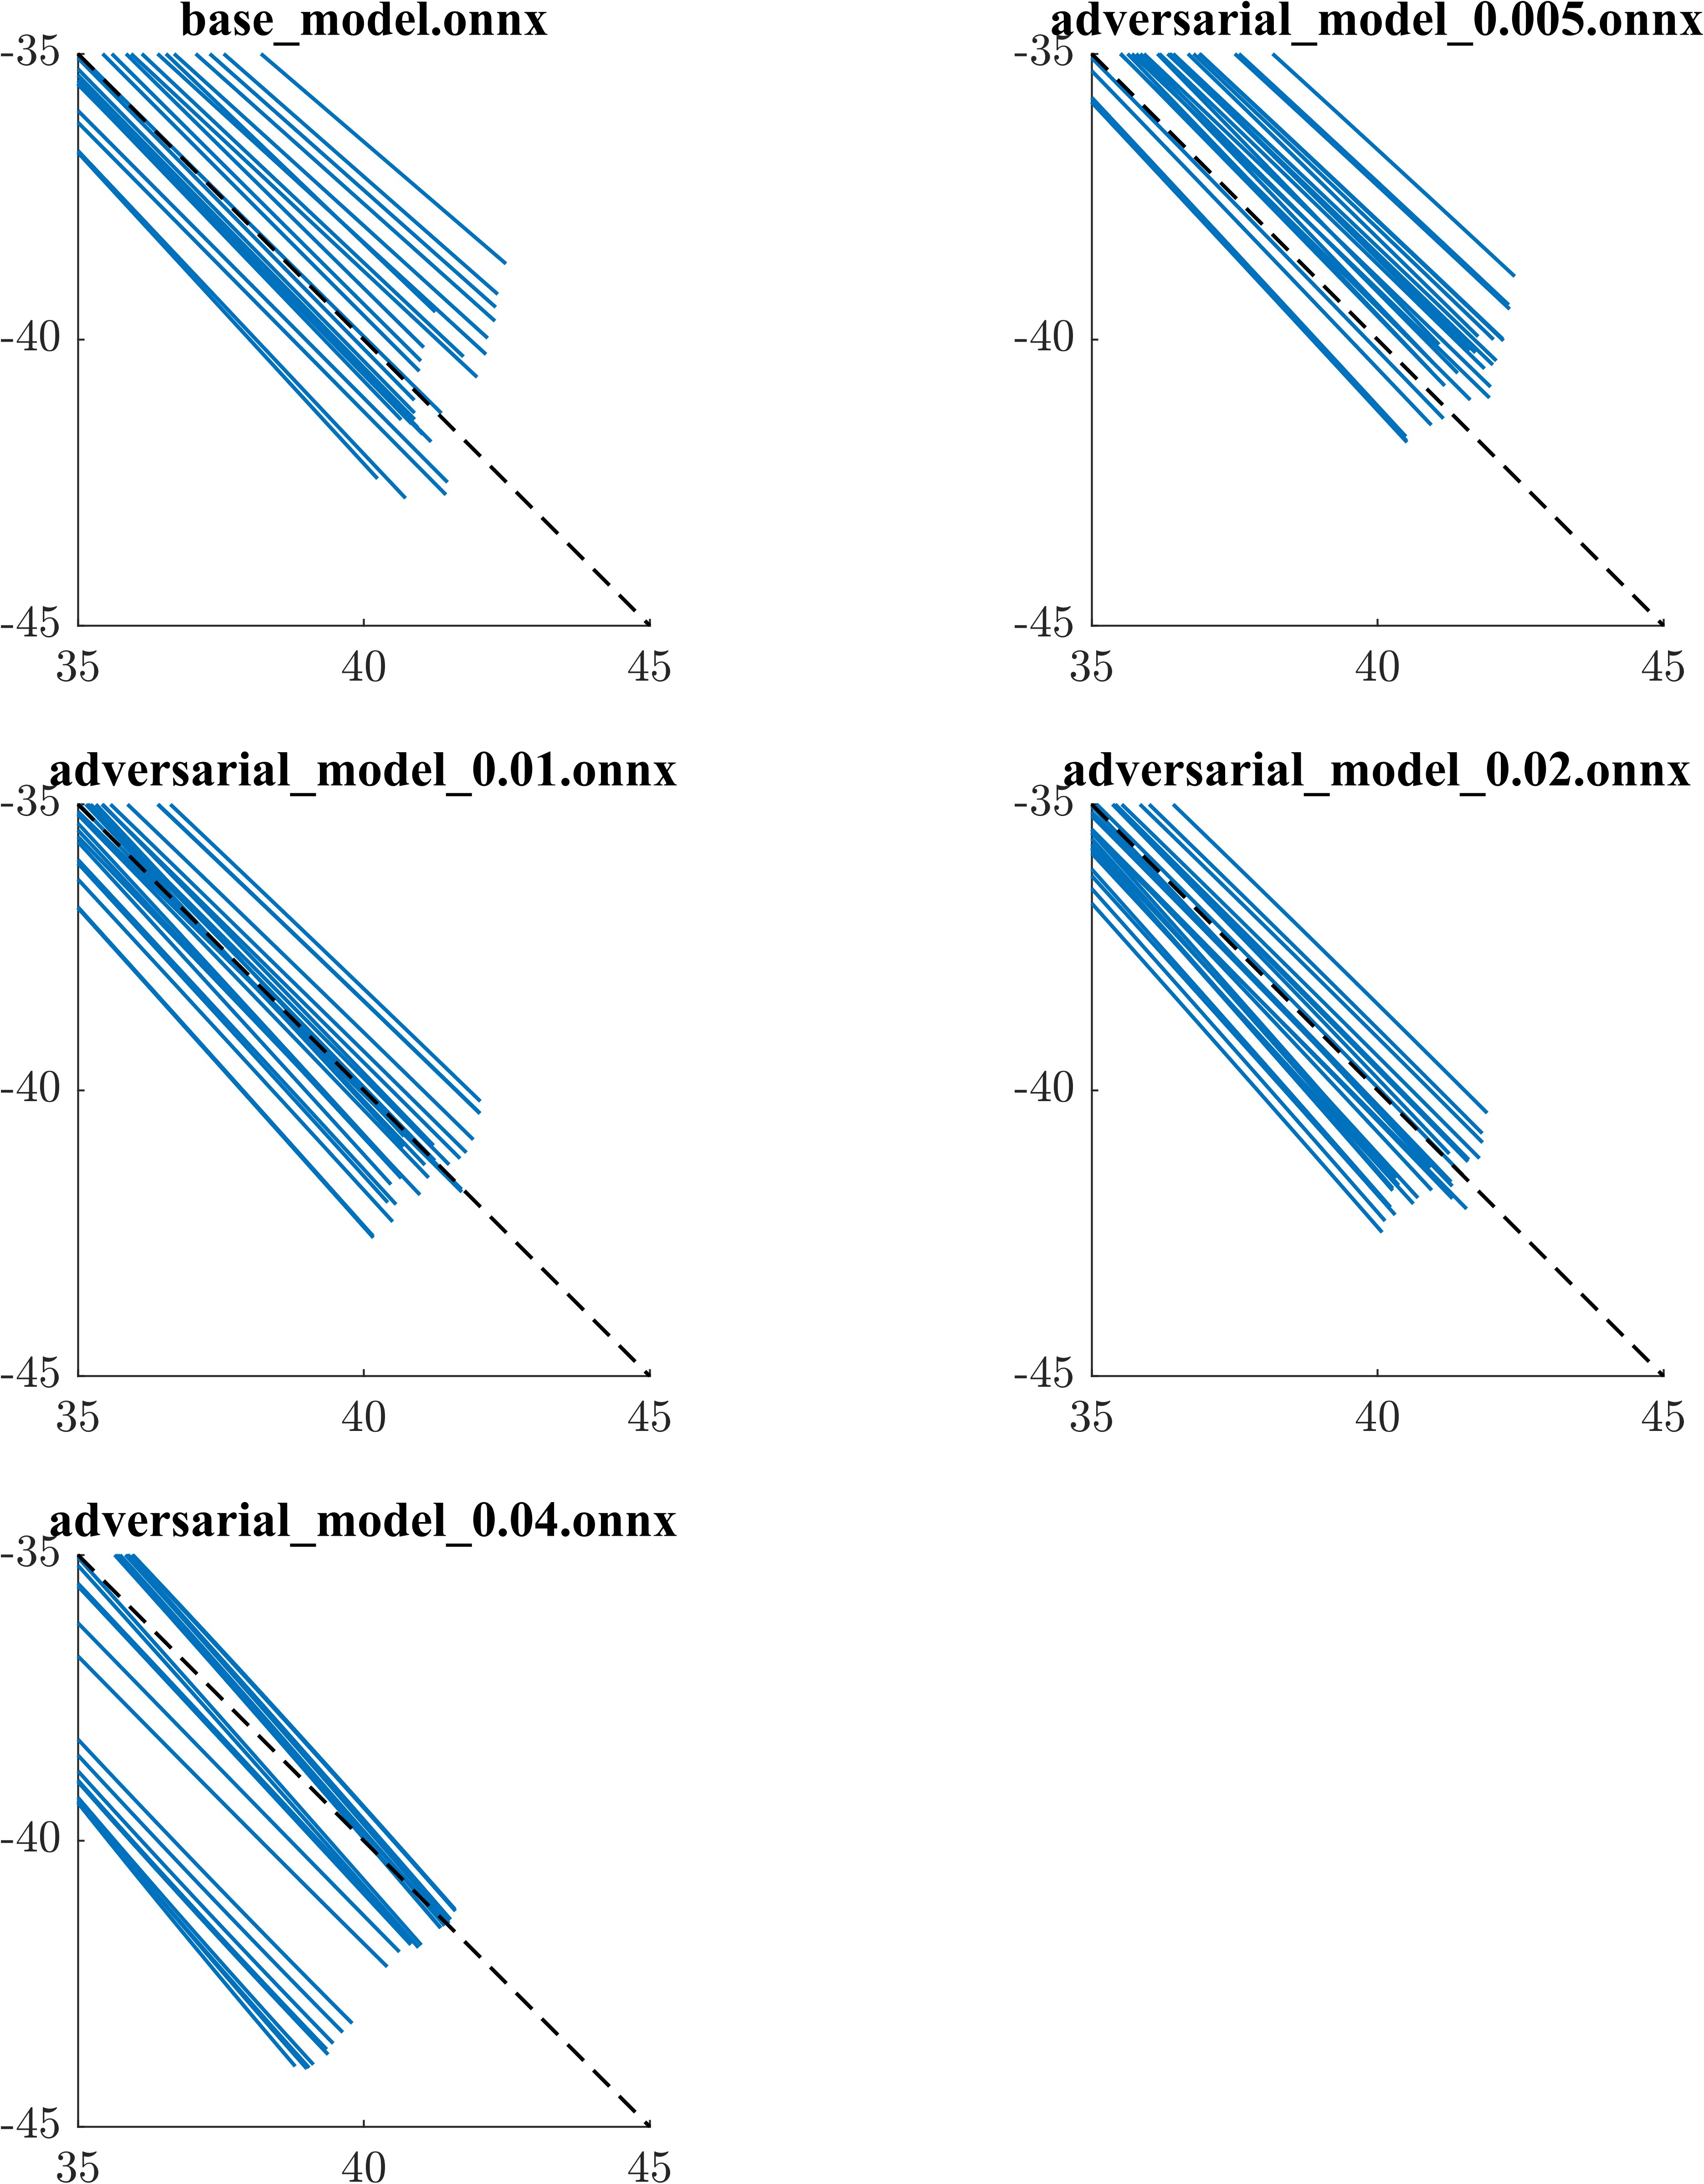 base_model.onnx
-35
-40
-45
35 40 45
adversarial_model_0.005.onnx
-35
-40
-45
35 40 45
adversarial_model_0.01.onnx
-35
-40
-45
35 40 45
adversarial_model_0.02.onnx
-35
-40
-45
35 40 45
adversarial_model_0.04.onnx
-35
-40
-45
35 40 45